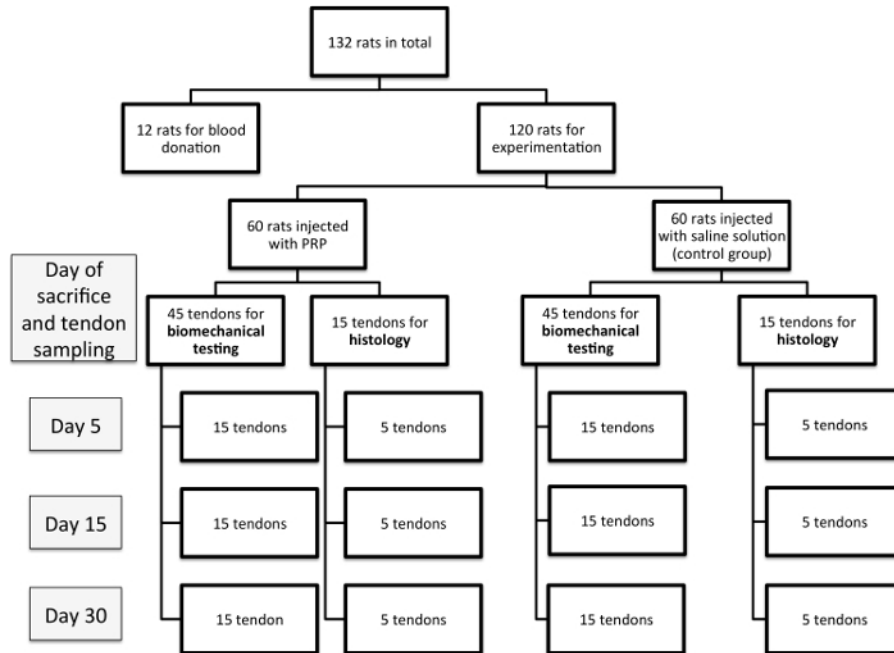 132 rats in total
12 rats for blood
donation
120 rats for
experimentation
60 rats injected
with PRP
60 rats injected
with saline solution
(control group)
Day of
sacrifice
and tendon
sampling
45 tendons for
biomechanical
testing
15 tendons for
histology
45 tendons for
biomechanical
testing
15 tendons for
histology
Day 5
15 tendons
5 tendons
15 tendons
5 tendons
Day 15
15 tendons
5 tendons
15 tendons
5 tendons
Day 30
15 tendon
5 tendons
15 tendons
5 tendons